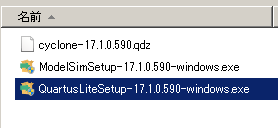 名前
cyclone-17.1.0.590.qdz
ModelSimSetup-17.1.0.590-windows.exe
QuartusLiteSetup-17.1.0.590-windows.exe